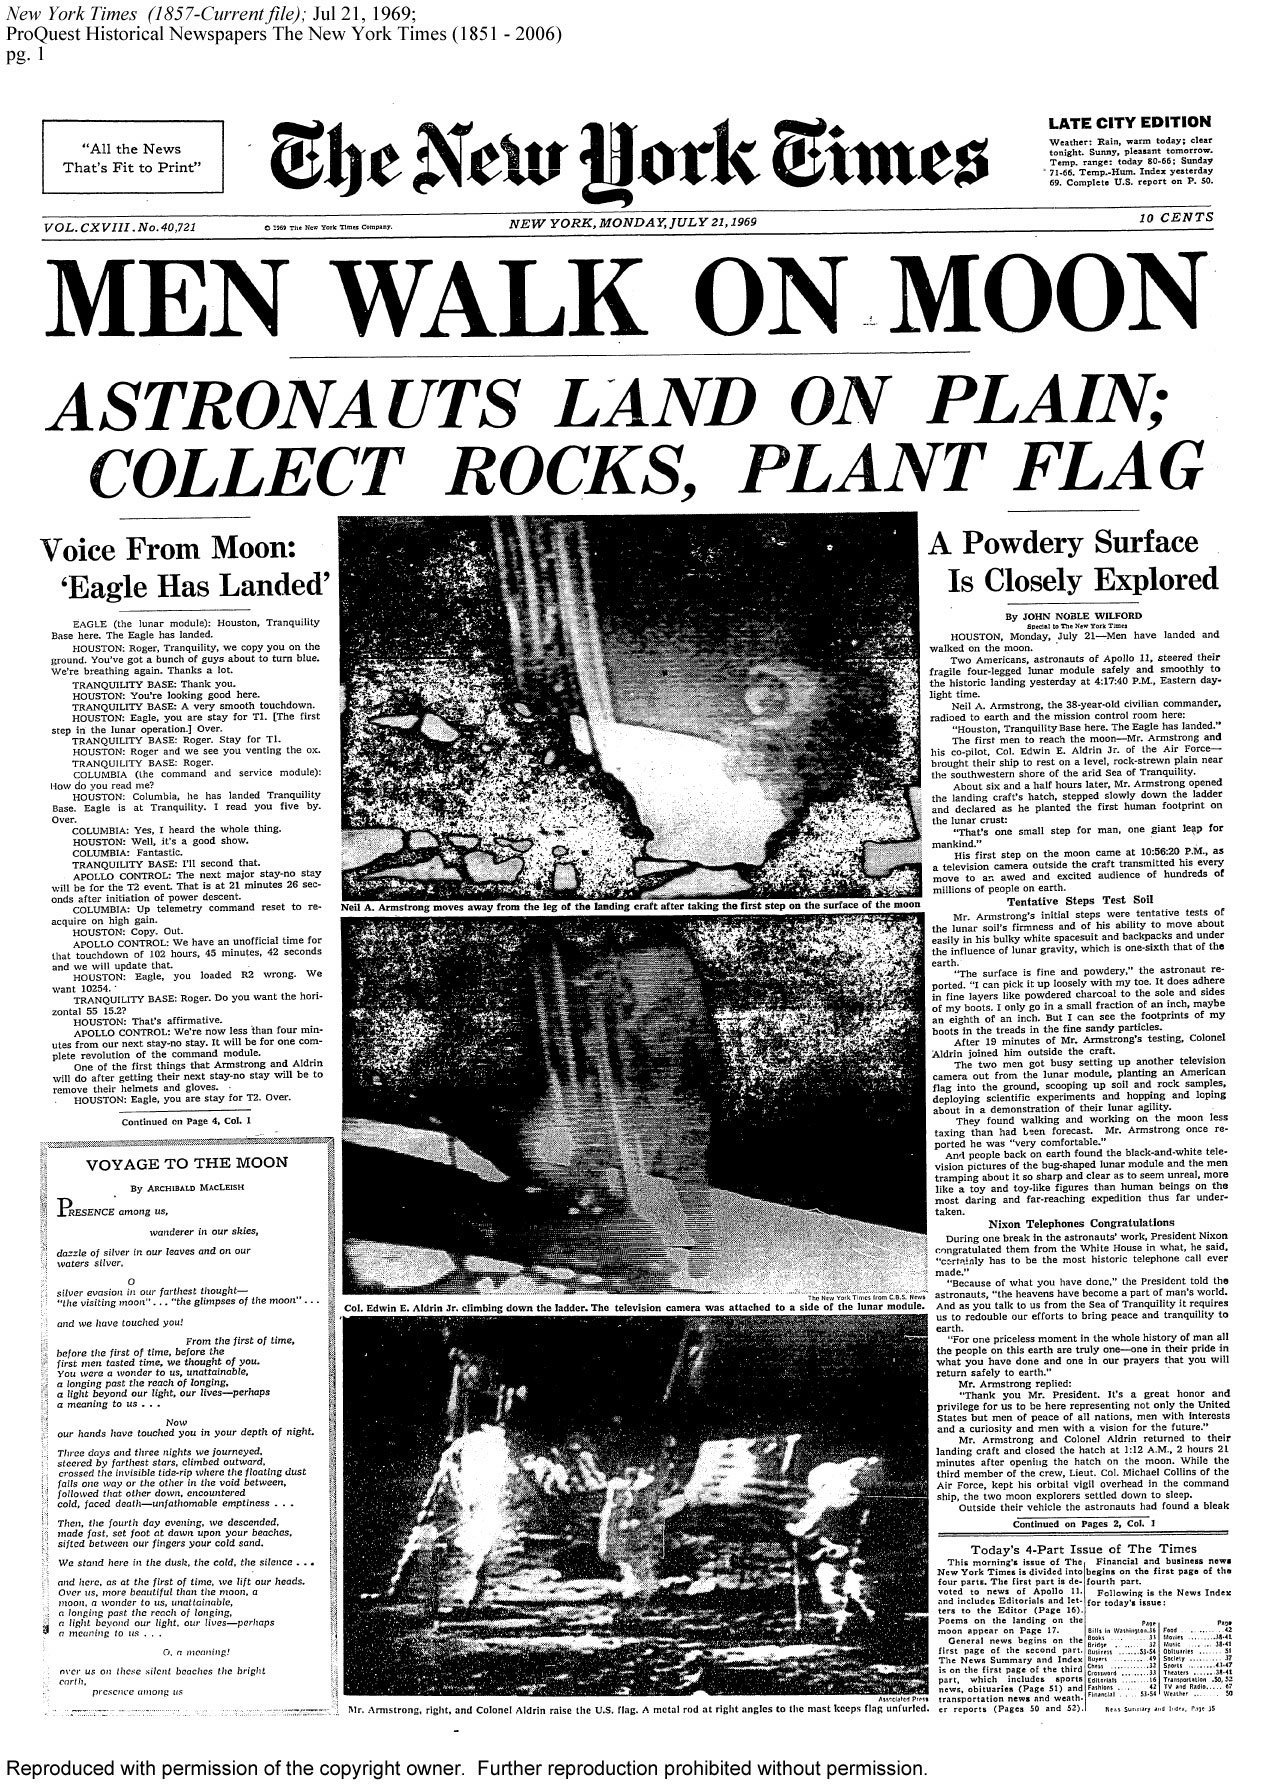 New York Times (1857-Current file); Jul 21, 1969;
ProQuest Historical Newspapers The New York Times (1851 - 2006)
pg. 1
"All the News
That's Fit to Print"
The New York Times
LATE CITY EDITION
Weather: Rain, warm today; clear
tonight. Sunny, pleasant tomorrow.
Temp. range: today 80-66; Sunday
71-66. Temp.-Hum. Index yesterday
69. Complete U.S. report on P. 50.
VOL.CXVIII.No.40,721
© 1969 The New York Times Company.
NEW YORK, MONDAY, JULY 21, 1969
10 CENTS
MEN WALK ON MOON
ASTRONAUTS LAND ON PLAIN;
COLLECT ROCKS, PLANT FLAG
Voice From Moon:
'Eagle Has Landed'
EAGLE (the lunar module): Houston, Tranquility
Base here. The Eagle has landed.
HOUSTON: Roger, Tranquility, we copy you on the
ground. You've got a bunch of guys about to turn blue.
We're breathing again. Thanks a lot.
TRANQUILITY BASE: Thank you.
HOUSTON: You're looking good here.
TRANQUILITY BASE: A very smooth touchdown.
HOUSTON: Eagle, you are stay for T1. [The first
step in the lunar operation.] Over.
TRANQUILITY BASE: Roger. Stay for T1.
HOUSTON: Roger and we see you venting the ox.
TRANQUILITY BASE: Roger.
COLUMBIA (the command and service module):
How do you read me?
HOUSTON: Columbia, he has landed Tranquility
Base. Eagle is at Tranquility. I read you five by.
Over.
COLUMBIA: Yes, I heard the whole thing.
HOUSTON: Well, it's a good show.
COLUMBIA: Fantastic.
TRANQUILITY BASE: I'll second that.
APOLLO CONTROL: The next major stay-no stay
will be for the T2 event. That is at 21 minutes 26 sec-
onds after initiation of power descent.
COLUMBIA: Up telemetry command reset to re-
acquire on high gain.
HOUSTON: Copy. Out.
APOLLO CONTROL: We have an unofficial time for
that touchdown of 102 hours, 45 minutes, 42 seconds
and we will update that.
HOUSTON: Eagle, you loaded R2 wrong. We
want 10254.
TRANQUILITY BASE: Roger. Do you want the hori-
zontal 55 15.2?
HOUSTON: That's affirmative.
APOLLO CONTROL: We're now less than four min-
utes from our next stay-no stay. It will be for one com-
plete revolution of the command module.
One of the first things that Armstrong and Aldrin
will do after getting their next stay-no stay will be to
remove their helmets and gloves.
HOUSTON: Eagle, you are stay for T2. Over.
Continued on Page 4, Col. 1
VOYAGE TO THE MOON
By ARCHIBALD MACLEISH
PRESENCE among us,
wanderer in our skies,
dazzle of silver in our leaves and on our
waters silver,
O
silver evasion in our farthest thought—
"the visiting moon" . . . "the glimpses of the moon" . . .
and we have touched you!
From the first of time,
before the first of time, before the
first men tasted time, we thought of you.
You were a wonder to us, unattainable,
a longing past the reach of longing,
a light beyond our light, our lives—perhaps
a meaning to us . . .
Now
our hands have touched you in your depth of night.
Three days and three nights we journeyed,
steered by farthest stars, climbed outward,
crossed the invisible tide-rip where the floating dust
falls one way or the other in the void between,
followed that other down, encountered
cold, faced death—unfathomable emptiness . . .
Then, the fourth day evening, we descended,
made fast, set foot at dawn upon your beaches,
sifted between our fingers your cold sand.
We stand here in the dusk, the cold, the silence . . .
and here, as at the first of time, we lift our heads.
Over us, more beautiful than the moon, a
moon, a wonder to us, unattainable,
a longing past the reach of longing,
a light beyond our light, our lives—perhaps
a meaning to us . . .
O, a meaning!
over us on these silent beaches the bright
earth,
presence among us
Neil A. Armstrong moves away from the leg of the landing craft after taking the first step on the surface of the moon
The New York Times from C.B.S. News
Col. Edwin E. Aldrin Jr. climbing down the ladder. The television camera was attached to a side of the lunar module.
Associated Press
Mr. Armstrong, right, and Colonel Aldrin raise the U.S. flag. A metal rod at right angles to the mast keeps flag unfurled.
A Powdery Surface
Is Closely Explored
By JOHN NOBLE WILFORD
Special to The New York Times
HOUSTON, Monday, July 21—Men have landed and
walked on the moon.
Two Americans, astronauts of Apollo 11, steered their
fragile four-legged lunar module safely and smoothly to
the historic landing yesterday at 4:17:40 P.M., Eastern day-
light time.
Neil A. Armstrong, the 38-year-old civilian commander,
radioed to earth and the mission control room here:
"Houston, Tranquility Base here. The Eagle has landed."
The first men to reach the moon—Mr. Armstrong and
his co-pilot, Col. Edwin E. Aldrin Jr. of the Air Force—
brought their ship to rest on a level, rock-strewn plain near
the southwestern shore of the arid Sea of Tranquility.
About six and a half hours later, Mr. Armstrong opened
the landing craft's hatch, stepped slowly down the ladder
and declared as he planted the first human footprint on
the lunar crust:
"That's one small step for man, one giant leap for
mankind."
His first step on the moon came at 10:56:20 P.M., as
a television camera outside the craft transmitted his every
move to an awed and excited audience of hundreds of
millions of people on earth.
Tentative Steps Test Soil
Mr. Armstrong's initial steps were tentative tests of
the lunar soil's firmness and of his ability to move about
easily in his bulky white spacesuit and backpacks and under
the influence of lunar gravity, which is one-sixth that of the
earth.
"The surface is fine and powdery," the astronaut re-
ported. "I can pick it up loosely with my toe. It does adhere
in fine layers like powdered charcoal to the sole and sides
of my boots. I only go in a small fraction of an inch, maybe
an eighth of an inch. But I can see the footprints of my
boots in the treads in the fine sandy particles.
After 19 minutes of Mr. Armstrong's testing, Colonel
Aldrin joined him outside the craft.
The two men got busy setting up another television
camera out from the lunar module, planting an American
flag into the ground, scooping up soil and rock samples,
deploying scientific experiments and hopping and loping
about in a demonstration of their lunar agility.
They found walking and working on the moon less
taxing than had been forecast. Mr. Armstrong once re-
ported he was "very comfortable."
And people back on earth found the black-and-white tele-
vision pictures of the bug-shaped lunar module and the men
tramping about it so sharp and clear as to seem unreal, more
like a toy and toy-like figures than human beings on the
most daring and far-reaching expedition thus far under-
taken.
Nixon Telephones Congratulations
During one break in the astronauts' work, President Nixon
congratulated them from the White House in what, he said,
"certainly has to be the most historic telephone call ever
made."
"Because of what you have done," the President told the
astronauts, "the heavens have become a part of man's world.
And as you talk to us from the Sea of Tranquility it requires
us to redouble our efforts to bring peace and tranquility to
earth.
"For one priceless moment in the whole history of man all
the people on this earth are truly one—one in their pride in
what you have done and one in our prayers that you will
return safely to earth."
Mr. Armstrong replied:
"Thank you Mr. President. It's a great honor and
privilege for us to be here representing not only the United
States but men of peace of all nations, men with interests
and a curiosity and men with a vision for the future."
Mr. Armstrong and Colonel Aldrin returned to their
landing craft and closed the hatch at 1:12 A.M., 2 hours 21
minutes after opening the hatch on the moon. While the
third member of the crew, Lieut. Col. Michael Collins of the
Air Force, kept his orbital vigil overhead in the command
ship, the two moon explorers settled down to sleep.
Outside their vehicle the astronauts had found a bleak
Continued on Pages 2, Col. 1
Today's 4-Part Issue of The Times
This morning's issue of The
New York Times is divided into
four parts. The first part is de-
voted to news of Apollo 11,
and includes Editorials and let-
ters to the Editor (Page 16).
Poems on the landing on the
moon appear on Page 17.
General news begins on the
first page of the second part.
The News Summary and Index
is on the first page of the third
part, which includes sports
news, obituaries (Page 51) and
transportation news and weath-
er reports (Pages 50 and 52).
Financial and business news
begins on the first page of the
fourth part.
Following is the News Index
for today's issue:
Page
Bills in Washington
Books
Bridge
Business 53-54
Buyers
Chess
Crossword
Editorials 16
Fashions 42
Financial 53-54
Page
Food 42
Movies 38-41
Music 38-41
Obituaries 51
Society
Sports
Theaters 38-41
Transportation 50, 52
TV and Radio
Weather 50
News Summary and Index, Page 35
Reproduced with permission of the copyright owner. Further reproduction prohibited without permission.